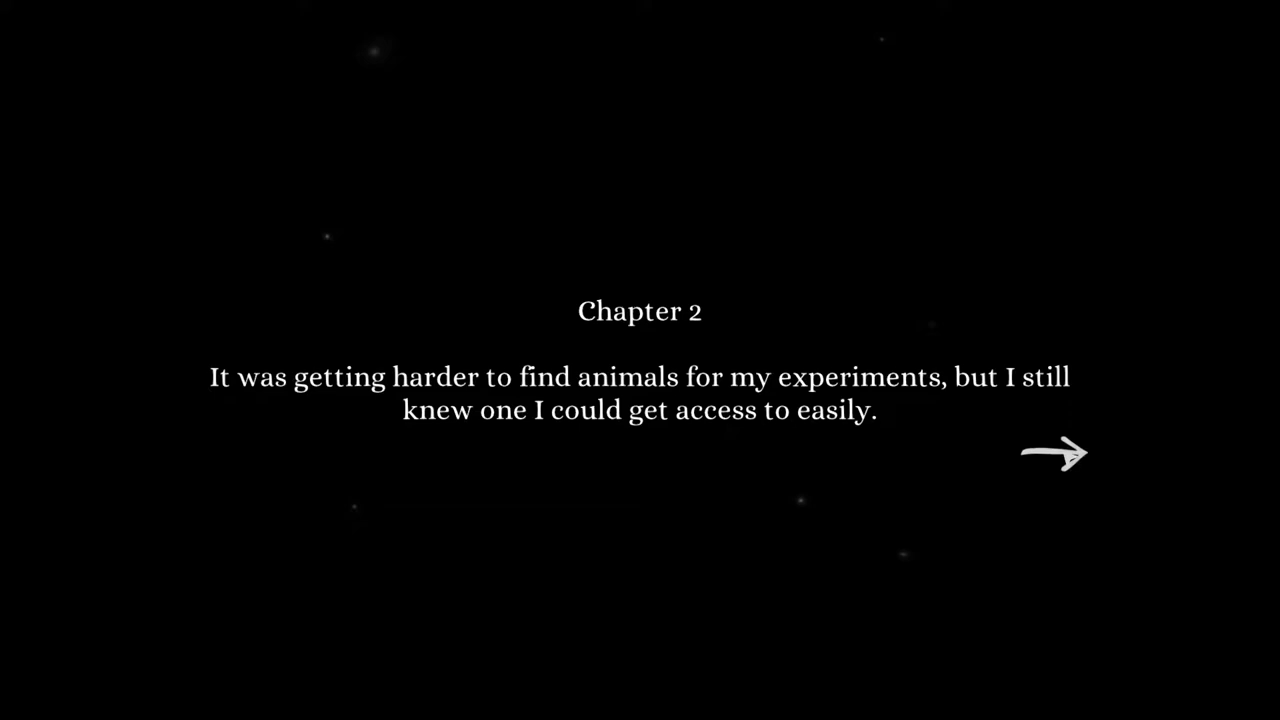 Chapter 2
It was getting harder to find animals for my experiments, but I still
knew one I could get access to easily.